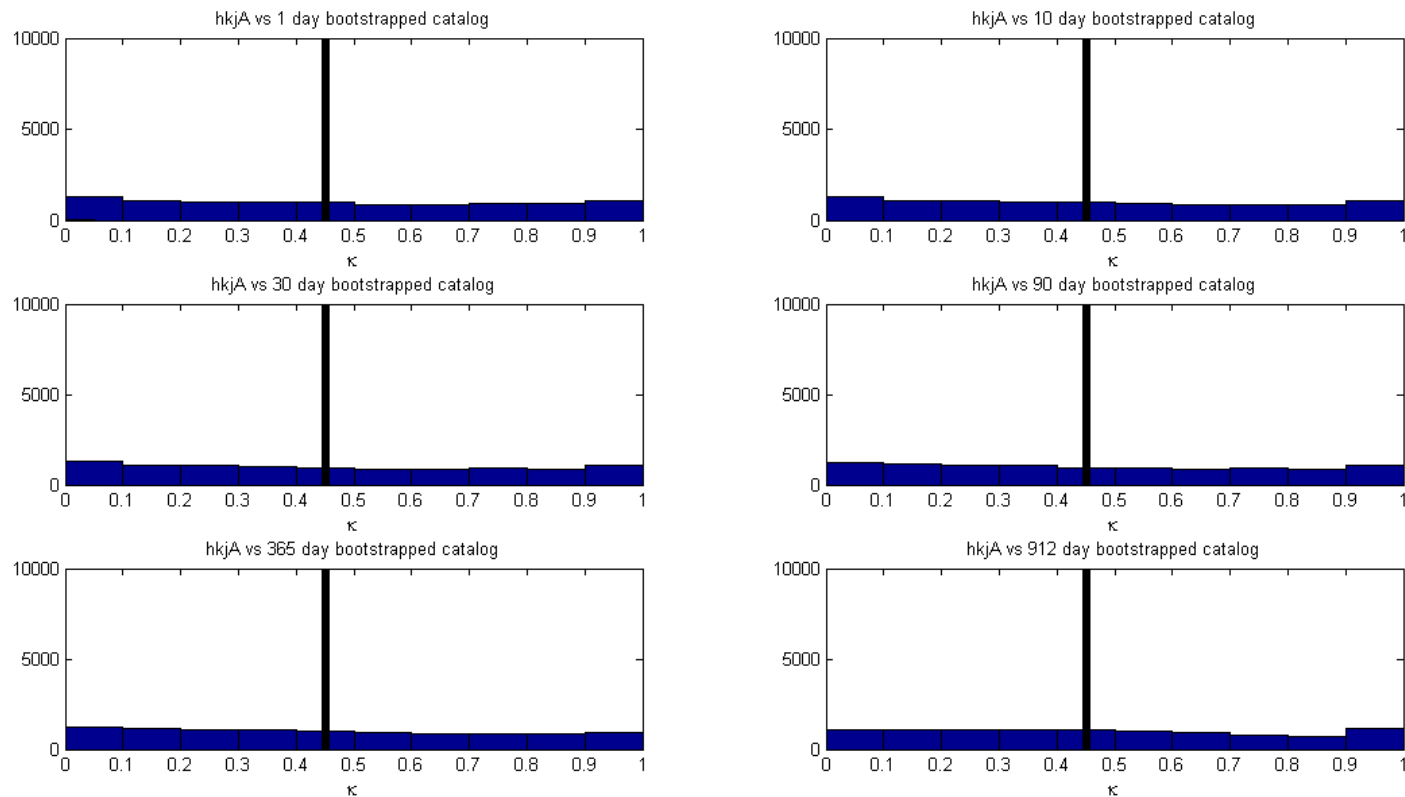 hkjA vs 1 day bootstrapped catalog
10000
5000
0
0 0.1 0.2 0.3 0.4 0.5 0.6 0.7 0.8 0.9 1
κ
hkjA vs 10 day bootstrapped catalog
10000
5000
0
0 0.1 0.2 0.3 0.4 0.5 0.6 0.7 0.8 0.9 1
κ
hkjA vs 30 day bootstrapped catalog
10000
5000
0
0 0.1 0.2 0.3 0.4 0.5 0.6 0.7 0.8 0.9 1
κ
hkjA vs 90 day bootstrapped catalog
10000
5000
0
0 0.1 0.2 0.3 0.4 0.5 0.6 0.7 0.8 0.9 1
κ
hkjA vs 365 day bootstrapped catalog
10000
5000
0
0 0.1 0.2 0.3 0.4 0.5 0.6 0.7 0.8 0.9 1
κ
hkjA vs 912 day bootstrapped catalog
10000
5000
0
0 0.1 0.2 0.3 0.4 0.5 0.6 0.7 0.8 0.9 1
κ